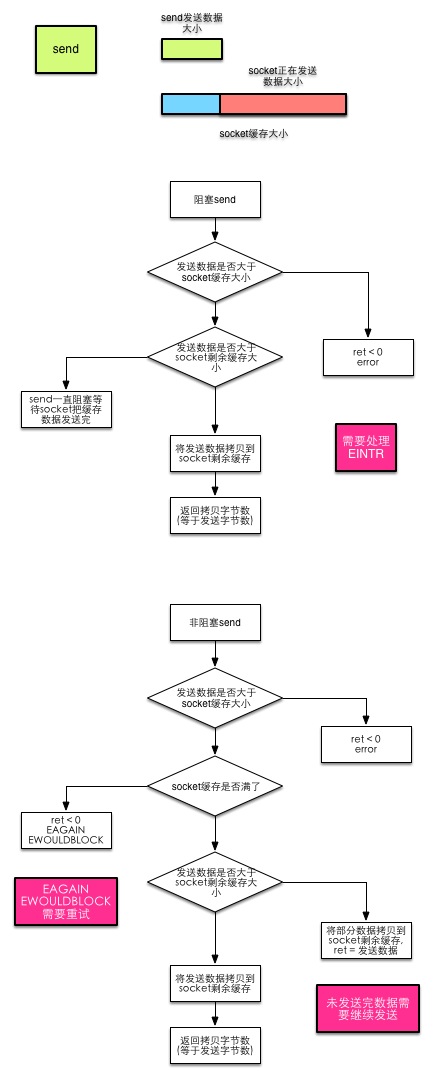 send
send发送数据
大小
socket正在发送
数据大小
socket缓存大小
阻塞send
发送数据是否大于
socket缓存大小
发送数据是否大于
socket剩余缓存大
小
ret < 0
error
send一直阻塞等
待socket把缓存
数据发送完
需要处理
EINTR
将发送数据拷贝到
socket剩余缓存
返回拷贝字节数
(等于发送字节数)
非阻塞send
发送数据是否大于
socket缓存大小
ret < 0
error
socket缓存是否满了
ret < 0
EAGAIN
EWOULDBLOCK
发送数据是否大于
socket剩余缓存大
小
EAGAIN
EWOULDBLOCK
需要重试
将部分数据拷贝到
socket剩余缓存,
ret = 发送数据
将发送数据拷贝到
socket剩余缓存
未发送完数据需
要继续发送
返回拷贝字节数
(等于发送字节数)